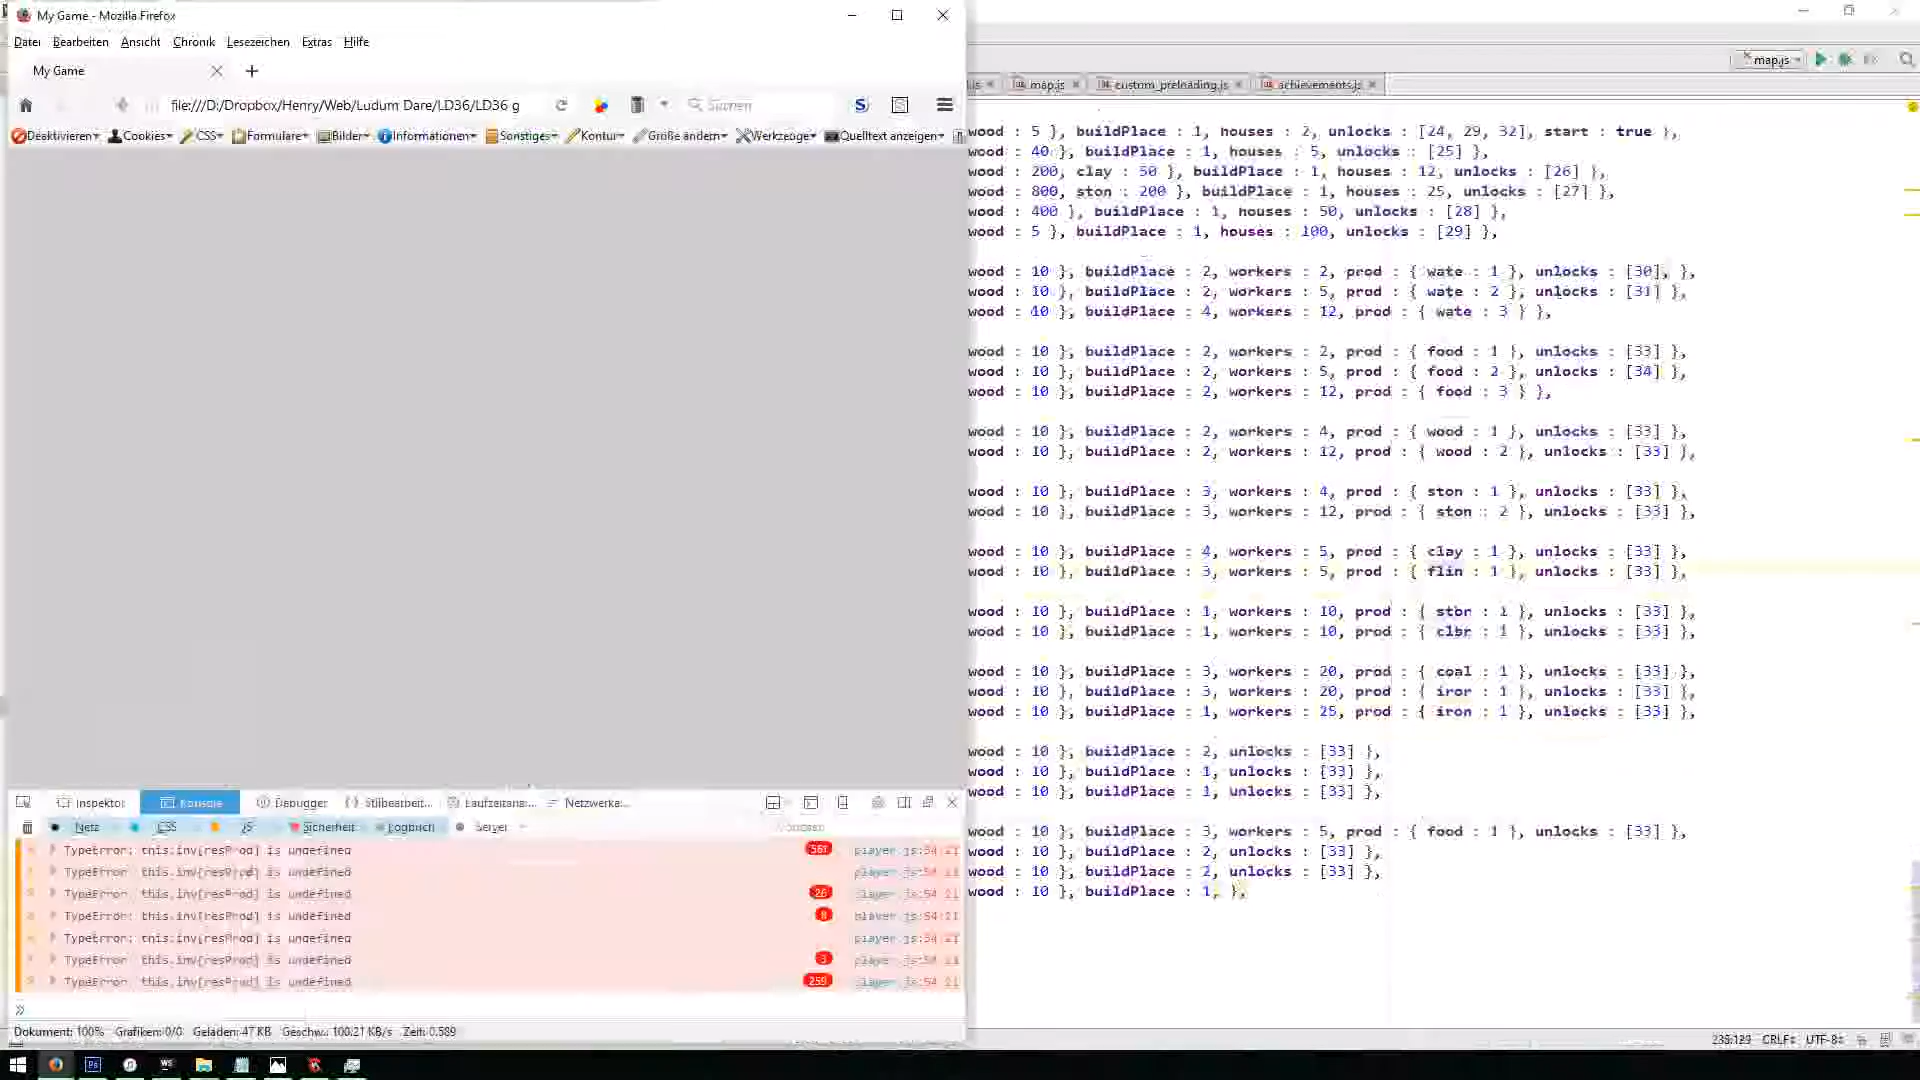 My Game - Mozilla Firefox
Datei Bearbeiten Ansicht Chronik Lesezeichen Extras Hilfe
My Game
file:///D:/Dropbox/Henry/Web/Ludum Dare/LD36/LD36 g
Suchen
Deaktivieren Cookies CSS Formulare Bilder Informationen Sonstiges Kontur Größe ändern Werkzeuge Quelltext anzeigen
Inspektor Konsole Debugger Stilbearbeit... Laufzeitana... Netzwerka...
Netz CSS JS Sicherheit Logbuch Server
TypeError: this.inv[resProd] is undefined 561 player.js:54:21
TypeError: this.inv[resProd] is undefined player.js:54:21
TypeError: this.inv[resProd] is undefined 26 player.js:54:21
TypeError: this.inv[resProd] is undefined 8 player.js:54:21
TypeError: this.inv[resProd] is undefined player.js:54:21
TypeError: this.inv[resProd] is undefined 3 player.js:54:21
TypeError: this.inv[resProd] is undefined 259 player.js:54:21
»
Dokument: 100% Grafiken: 0/0 Geladen: 47 KB Geschw.: 100,21 KB/s Zeit: 0.589
map.js
js map.js custom_preloading.js achievements.js
wood : 5 }, buildPlace : 1, houses : 2, unlocks : [24, 29, 32], start : true },
wood : 40 }, buildPlace : 1, houses : 5, unlocks : [25] },
wood : 200, clay : 50 }, buildPlace : 1, houses : 12, unlocks : [26] },
wood : 800, ston : 200 }, buildPlace : 1, houses : 25, unlocks : [27] },
wood : 400 }, buildPlace : 1, houses : 50, unlocks : [28] },
wood : 5 }, buildPlace : 1, houses : 100, unlocks : [29] },
wood : 10 }, buildPlace : 2, workers : 2, prod : { wate : 1 }, unlocks : [30], },
wood : 10 }, buildPlace : 2, workers : 5, prod : { wate : 2 }, unlocks : [31] },
wood : 10 }, buildPlace : 4, workers : 12, prod : { wate : 3 } },
wood : 10 }, buildPlace : 2, workers : 2, prod : { food : 1 }, unlocks : [33] },
wood : 10 }, buildPlace : 2, workers : 5, prod : { food : 2 }, unlocks : [34] },
wood : 10 }, buildPlace : 2, workers : 12, prod : { food : 3 } },
wood : 10 }, buildPlace : 2, workers : 4, prod : { wood : 1 }, unlocks : [33] },
wood : 10 }, buildPlace : 2, workers : 12, prod : { wood : 2 }, unlocks : [33] },
wood : 10 }, buildPlace : 3, workers : 4, prod : { ston : 1 }, unlocks : [33] },
wood : 10 }, buildPlace : 3, workers : 12, prod : { ston : 2 }, unlocks : [33] },
wood : 10 }, buildPlace : 4, workers : 5, prod : { clay : 1 }, unlocks : [33] },
wood : 10 }, buildPlace : 3, workers : 5, prod : { flin : 1 }, unlocks : [33] },
wood : 10 }, buildPlace : 1, workers : 10, prod : { stbr : 1 }, unlocks : [33] },
wood : 10 }, buildPlace : 1, workers : 10, prod : { clbr : 1 }, unlocks : [33] },
wood : 10 }, buildPlace : 3, workers : 20, prod : { coal : 1 }, unlocks : [33] },
wood : 10 }, buildPlace : 3, workers : 20, prod : { iror : 1 }, unlocks : [33] },
wood : 10 }, buildPlace : 1, workers : 25, prod : { iron : 1 }, unlocks : [33] },
wood : 10 }, buildPlace : 2, unlocks : [33] },
wood : 10 }, buildPlace : 1, unlocks : [33] },
wood : 10 }, buildPlace : 1, unlocks : [33] },
wood : 10 }, buildPlace : 3, workers : 5, prod : { food : 1 }, unlocks : [33] },
wood : 10 }, buildPlace : 2, unlocks : [33] },
wood : 10 }, buildPlace : 2, unlocks : [33] },
wood : 10 }, buildPlace : 1, },
235:129 CRLF UTF-8